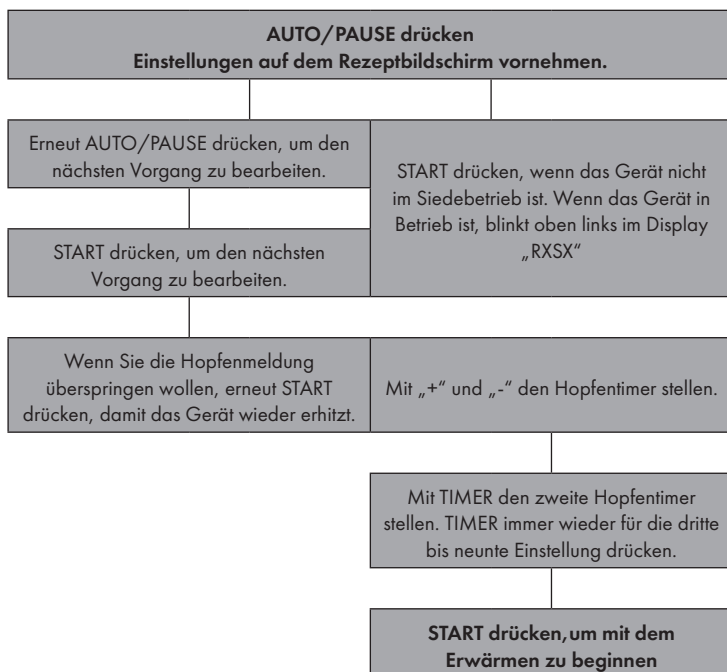 AUTO/PAUSE drücken
Einstellungen auf dem Rezeptbildschirm vornehmen.
Erneut AUTO/PAUSE drücken, um den
nächsten Vorgang zu bearbeiten.
START drücken, wenn das Gerät nicht
im Siedebetrieb ist. Wenn das Gerät in
Betrieb ist, blinkt oben links im Display
„RXSX“
START drücken, um den nächsten
Vorgang zu bearbeiten.
Wenn Sie die Hopfenmeldung
überspringen wollen, erneut START
drücken, damit das Gerät wieder erhitzt.
Mit „+“ und „-“ den Hopfentimer stellen.
Mit TIMER den zweite Hopfentimer
stellen. TIMER immer wieder für die dritte
bis neunte Einstellung drücken.
START drücken,um mit dem
Erwärmen zu beginnen